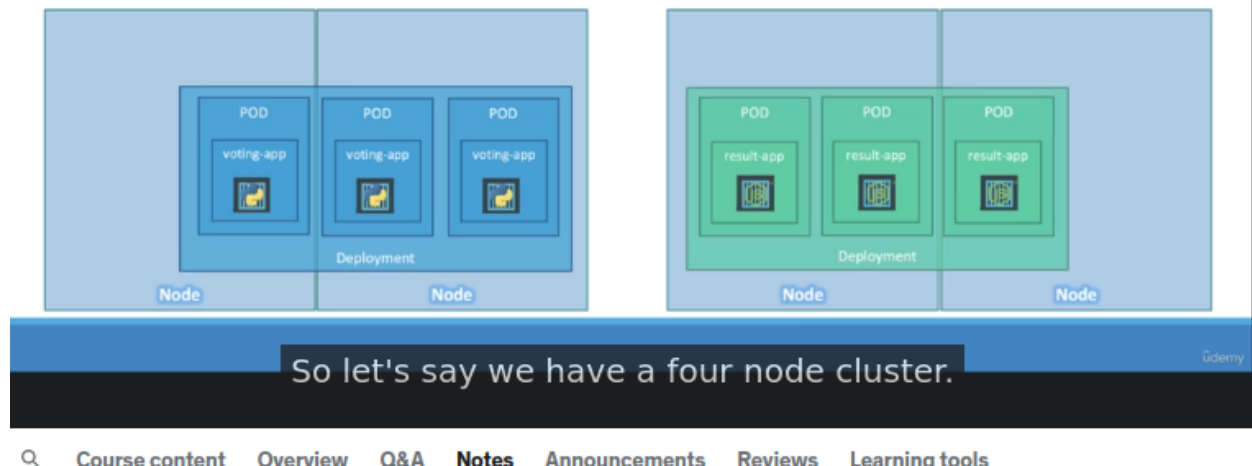 POD POD POD
voting-app voting-app voting-app
Deployment
Node Node
POD POD POD
result-app result-app result-app
Deployment
Node Node
ûdemy
So let's say we have a four node cluster.
Course content Overview Q&A Notes Announcements Reviews Learning tools